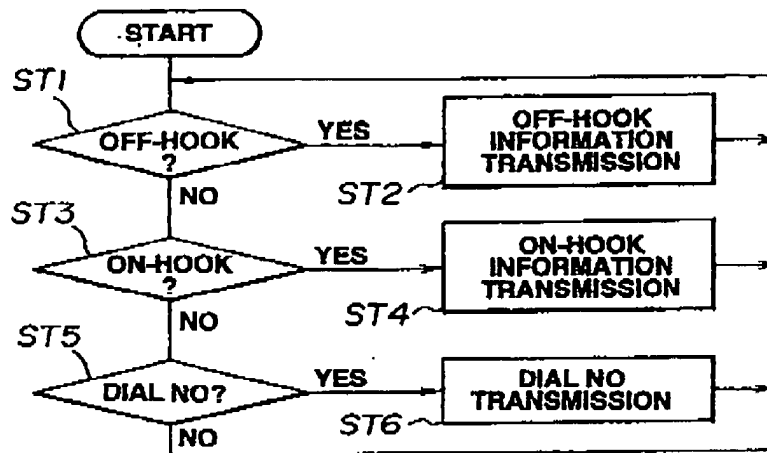 START
ST1
OFF-HOOK
?
YES
OFF-HOOK
INFORMATION
TRANSMISSION
ST2
NO
ST3
ON-HOOK
?
YES
ON-HOOK
INFORMATION
TRANSMISSION
ST4
NO
ST5
DIAL NO?
YES
DIAL NO
TRANSMISSION
ST6
NO